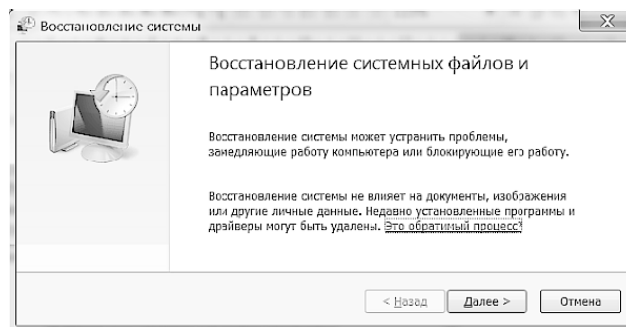 Восстановление системы
Восстановление системных файлов и
параметров
Восстановление системы может устранить проблемы,
замедляющие работу компьютера или блокирующие его работу.
Восстановление системы не влияет на документы, изображения
или другие личные данные. Недавно установленные программы и
драйверы могут быть удалены. Это обратимый процесс?
< Назад Далее > Отмена